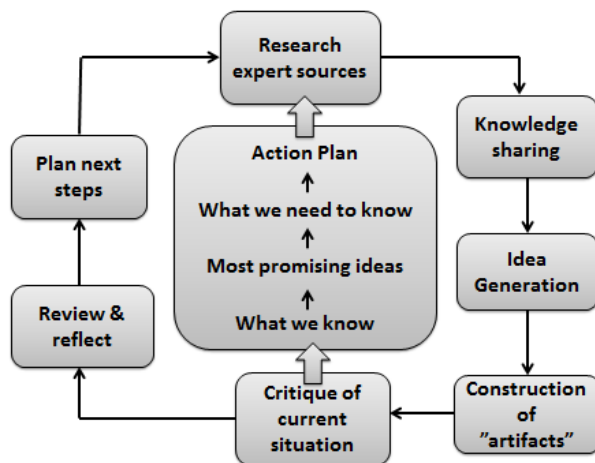 Research
expert sources
Knowledge
sharing
Idea
Generation
Construction
of
”artifacts”
Critique of
current
situation
Review &
reflect
Plan next
steps
Action Plan
What we need to know
Most promising ideas
What we know